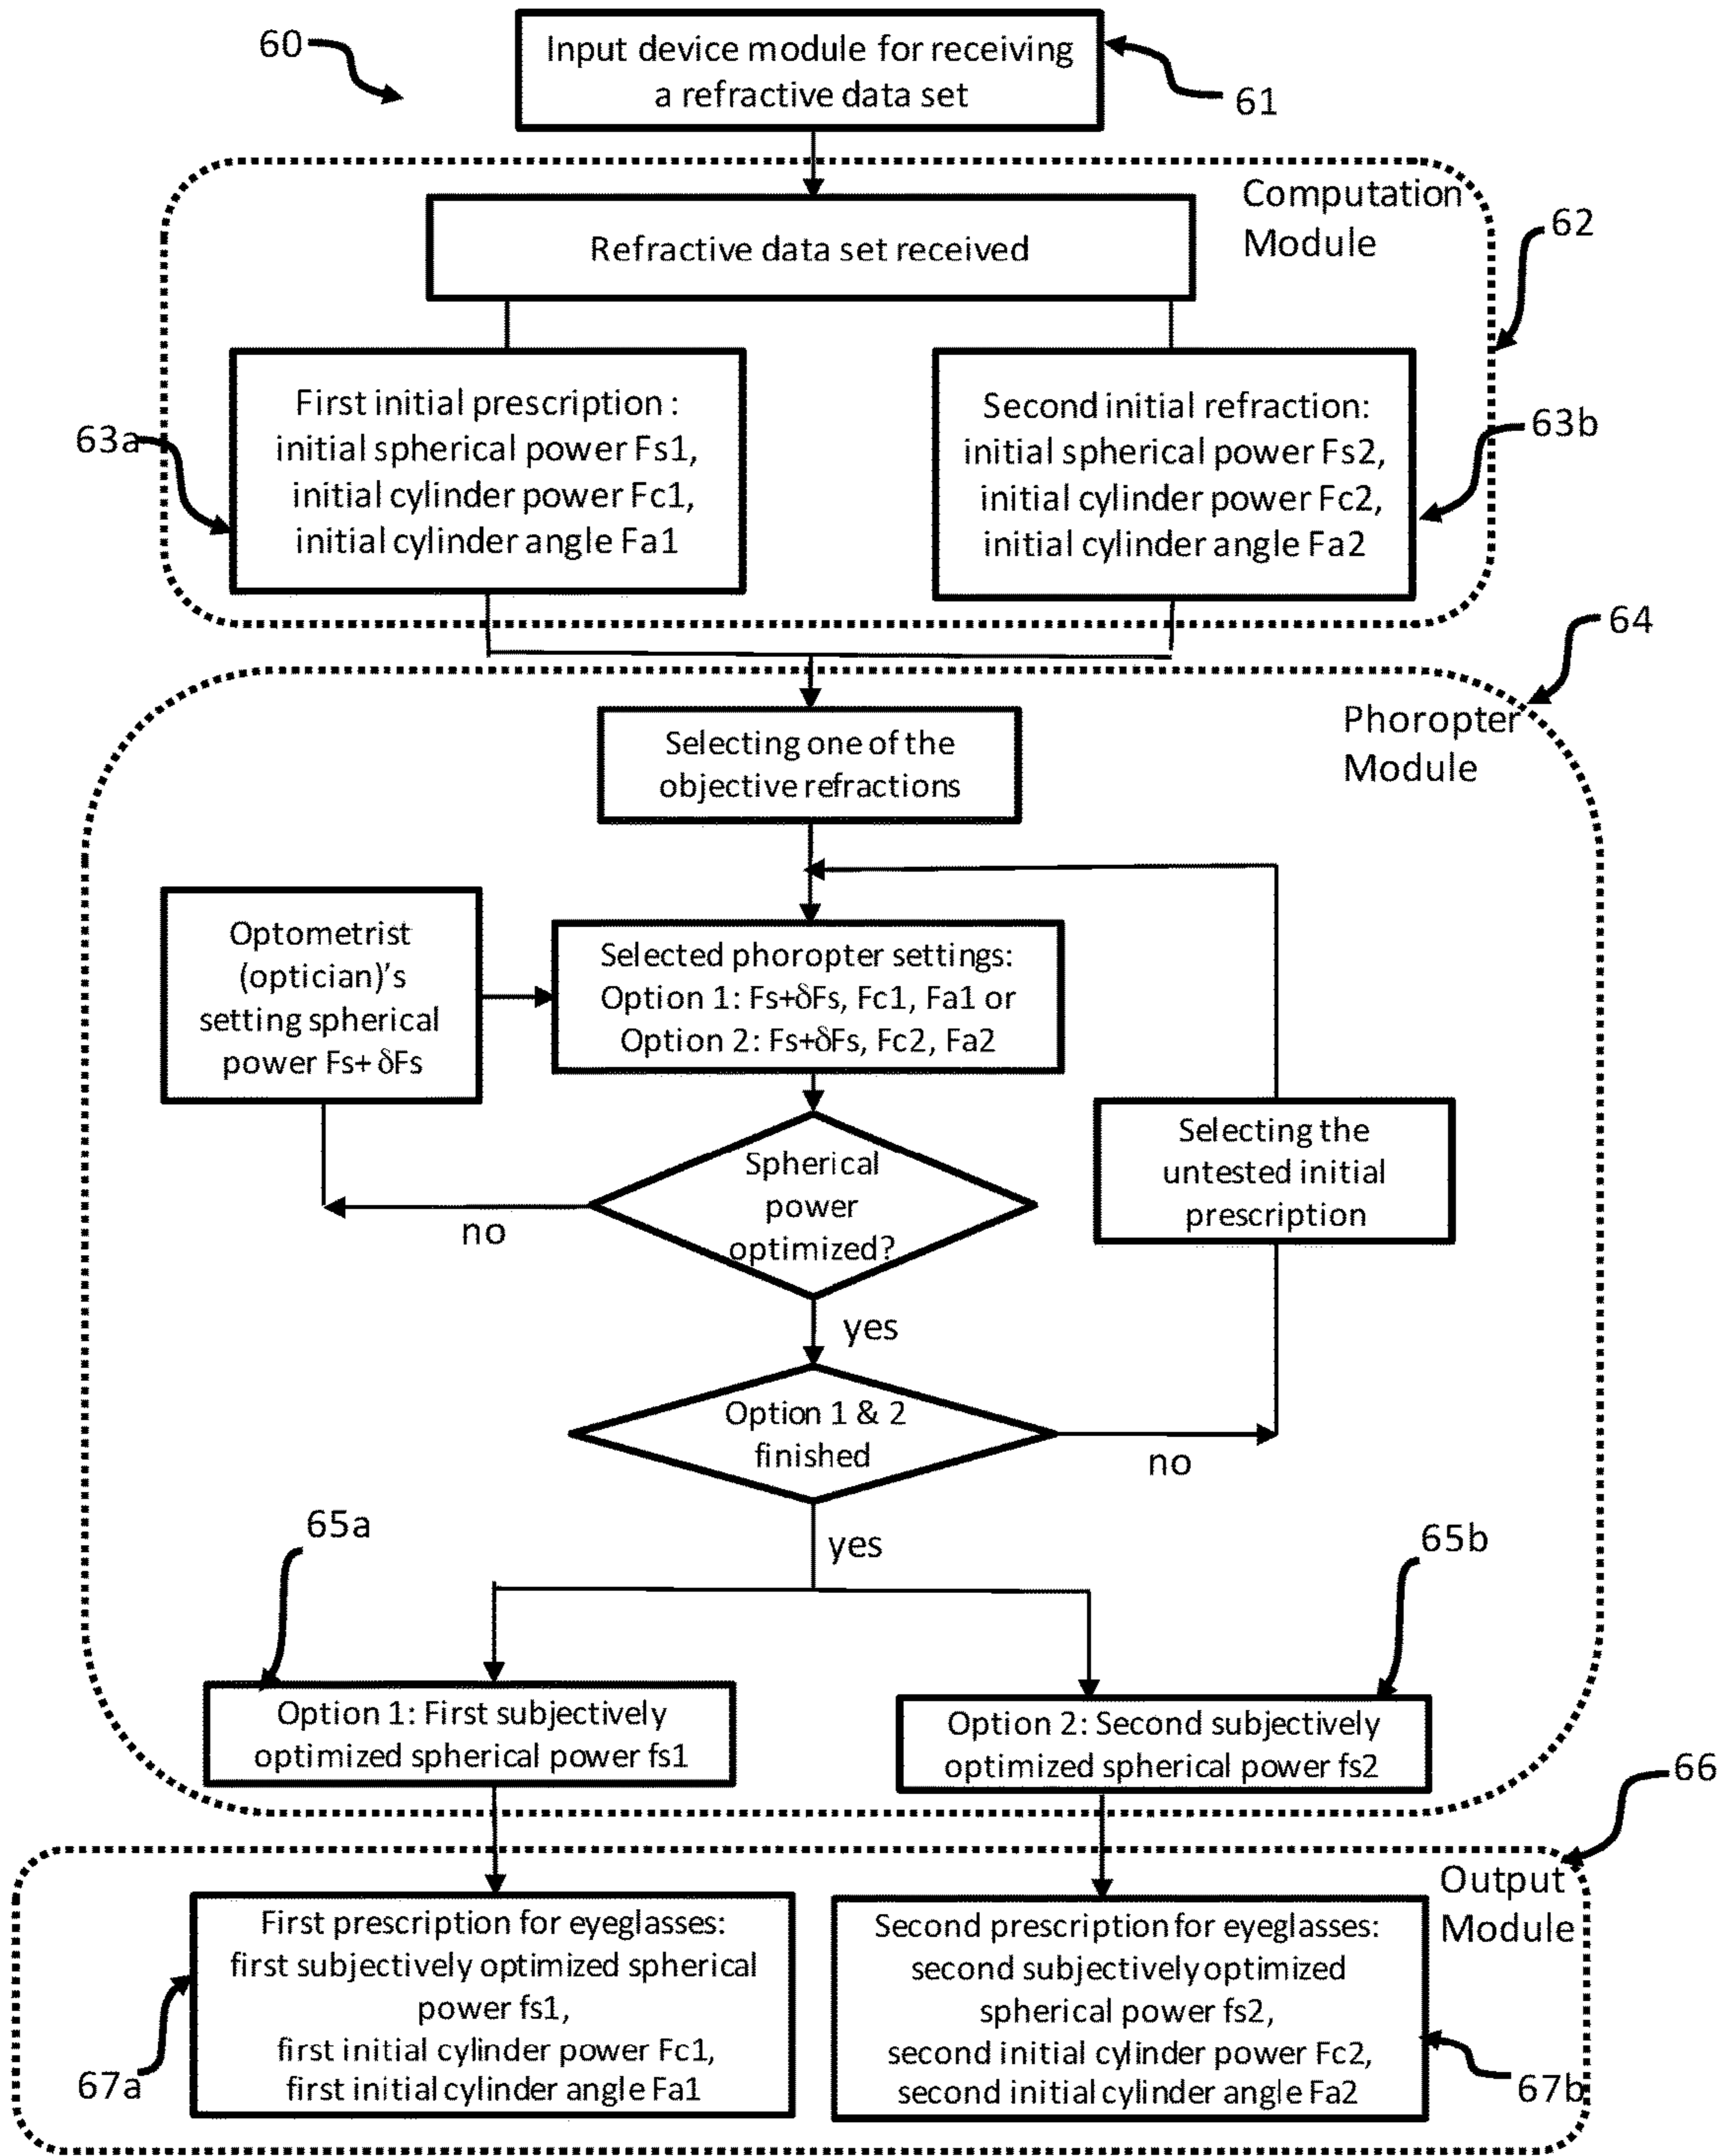 60
Input device module for receiving
a refractive data set
61
Computation
Module
62
Refractive data set received
First initial prescription :
initial spherical power Fs1,
initial cylinder power Fc1,
initial cylinder angle Fa1
63a
Second initial refraction:
initial spherical power Fs2,
initial cylinder power Fc2,
initial cylinder angle Fa2
63b
64
Phoropter
Module
Selecting one of the
objective refractions
Optometrist
(optician)'s
setting spherical
power Fs+ δFs
Selected phoropter settings:
Option 1: Fs+δFs, Fc1, Fa1 or
Option 2: Fs+δFs, Fc2, Fa2
Selecting the
untested initial
prescription
Spherical
power
optimized?
no
yes
Option 1 & 2
finished
no
yes
65a
65b
Option 1: First subjectively
optimized spherical power fs1
Option 2: Second subjectively
optimized spherical power fs2
66
Output
Module
First prescription for eyeglasses:
first subjectively optimized spherical
power fs1,
first initial cylinder power Fc1,
first initial cylinder angle Fa1
67a
Second prescription for eyeglasses:
second subjectively optimized
spherical power fs2,
second initial cylinder power Fc2,
second initial cylinder angle Fa2
67b